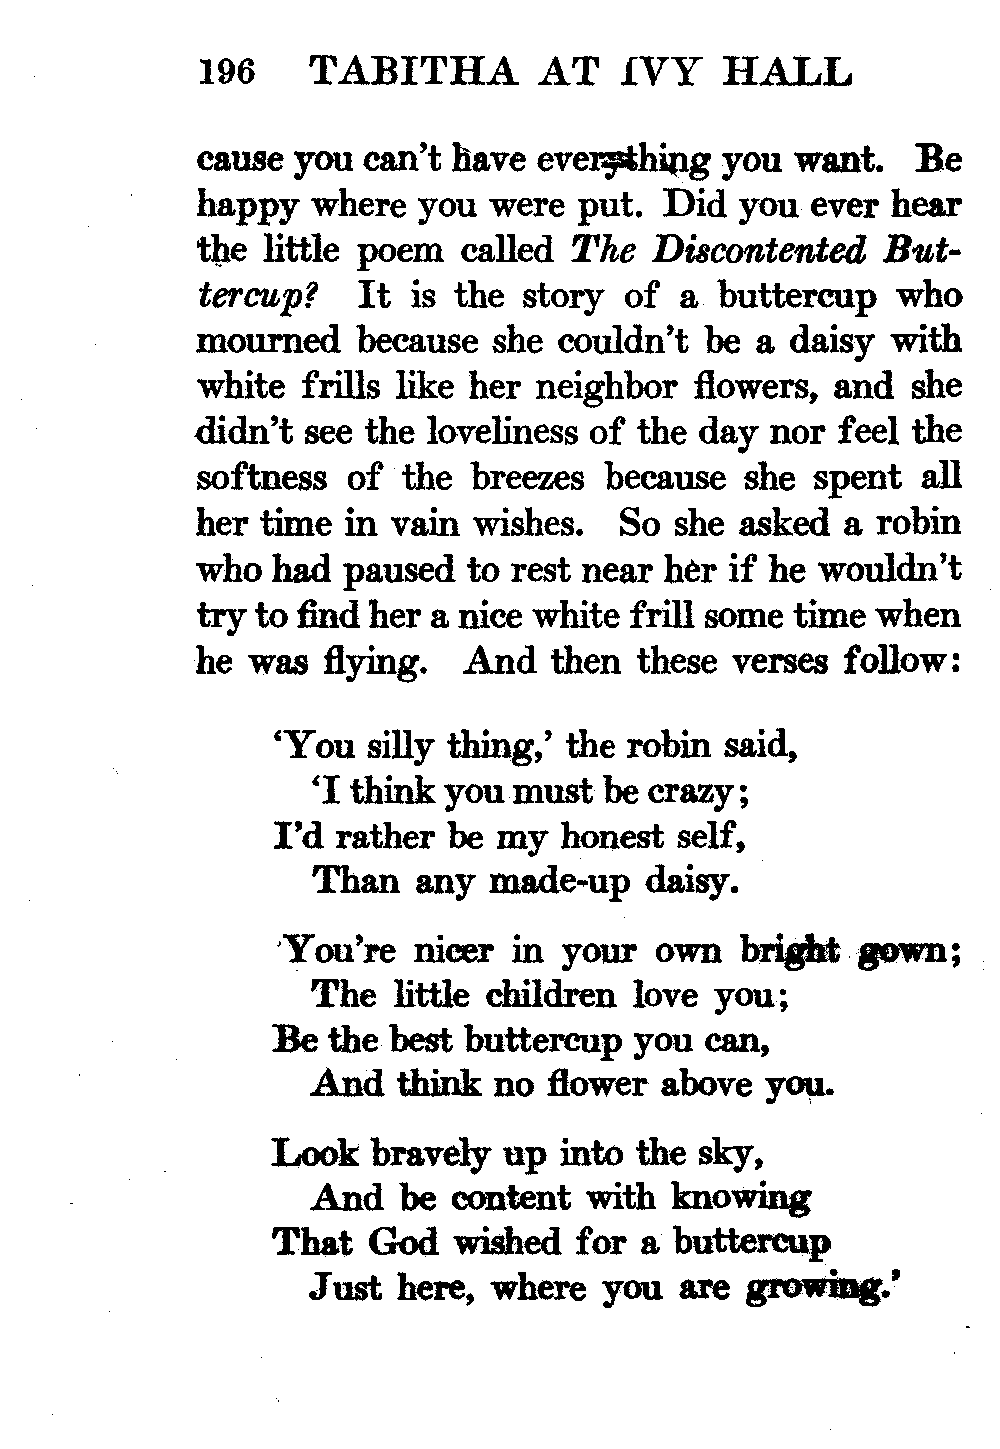 196 TABITHA AT IVY HALL
cause you can't have everything you want. Be
happy where you were put. Did you ever hear
the little poem called The Discontented But-
tercup? It is the story of a buttercup who
mourned because she couldn't be a daisy with
white frills like her neighbor flowers, and she
didn't see the loveliness of the day nor feel the
softness of the breezes because she spent all
her time in vain wishes. So she asked a robin
who had paused to rest near her if he wouldn't
try to find her a nice white frill some time when
he was flying. And then these verses follow:
‘You silly thing,’ the robin said,
‘I think you must be crazy;
I'd rather be my honest self,
Than any made-up daisy.
‘You're nicer in your own bright gown;
The little children love you;
Be the best buttercup you can,
And think no flower above you.
Look bravely up into the sky,
And be content with knowing
That God wished for a buttercup
Just here, where you are growing.’